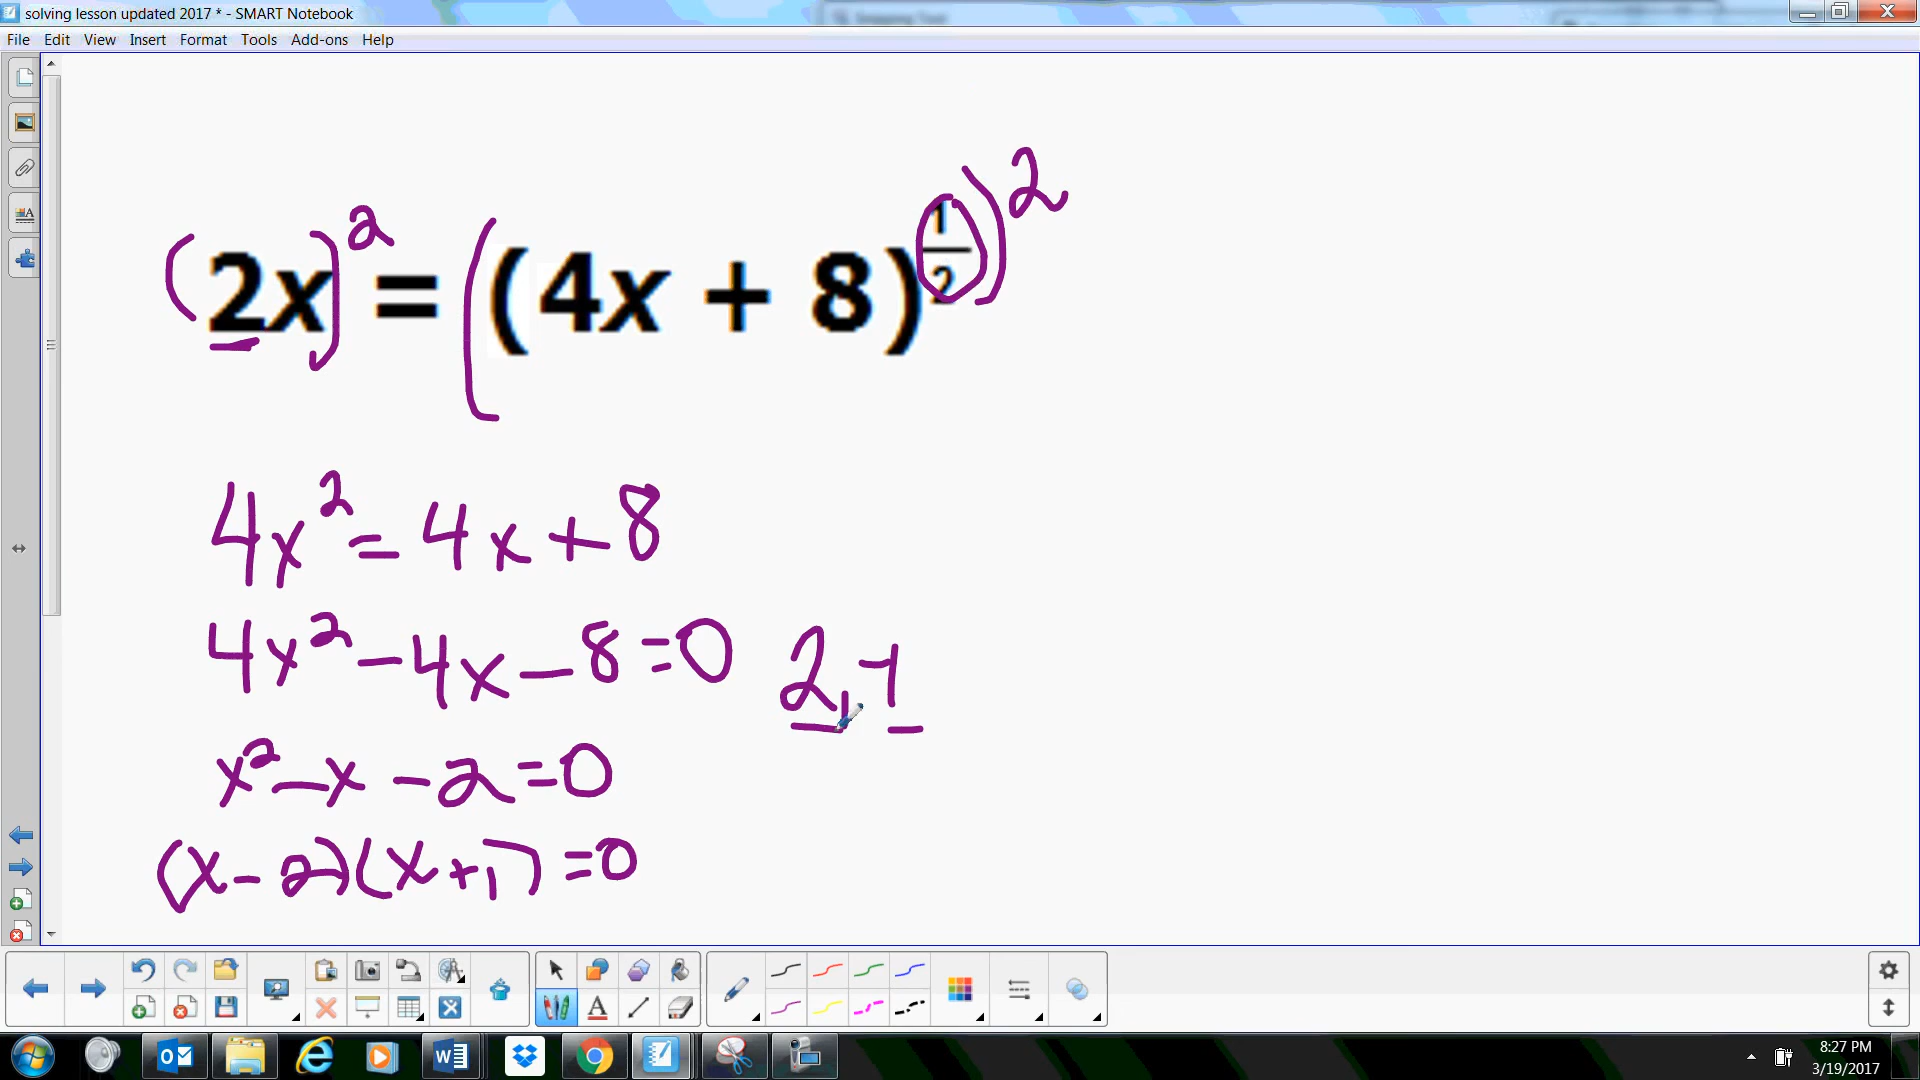 solving lesson updated 2017 * - SMART Notebook
File Edit View Insert Format Tools Add-ons Help
(2x)² = ((4x + 8)^(1/2))²
4x² = 4x + 8
4x² - 4x - 8 = 0 2, -1
x² - x - 2 = 0
(x - 2)(x + 1) = 0
8:27 PM
3/19/2017